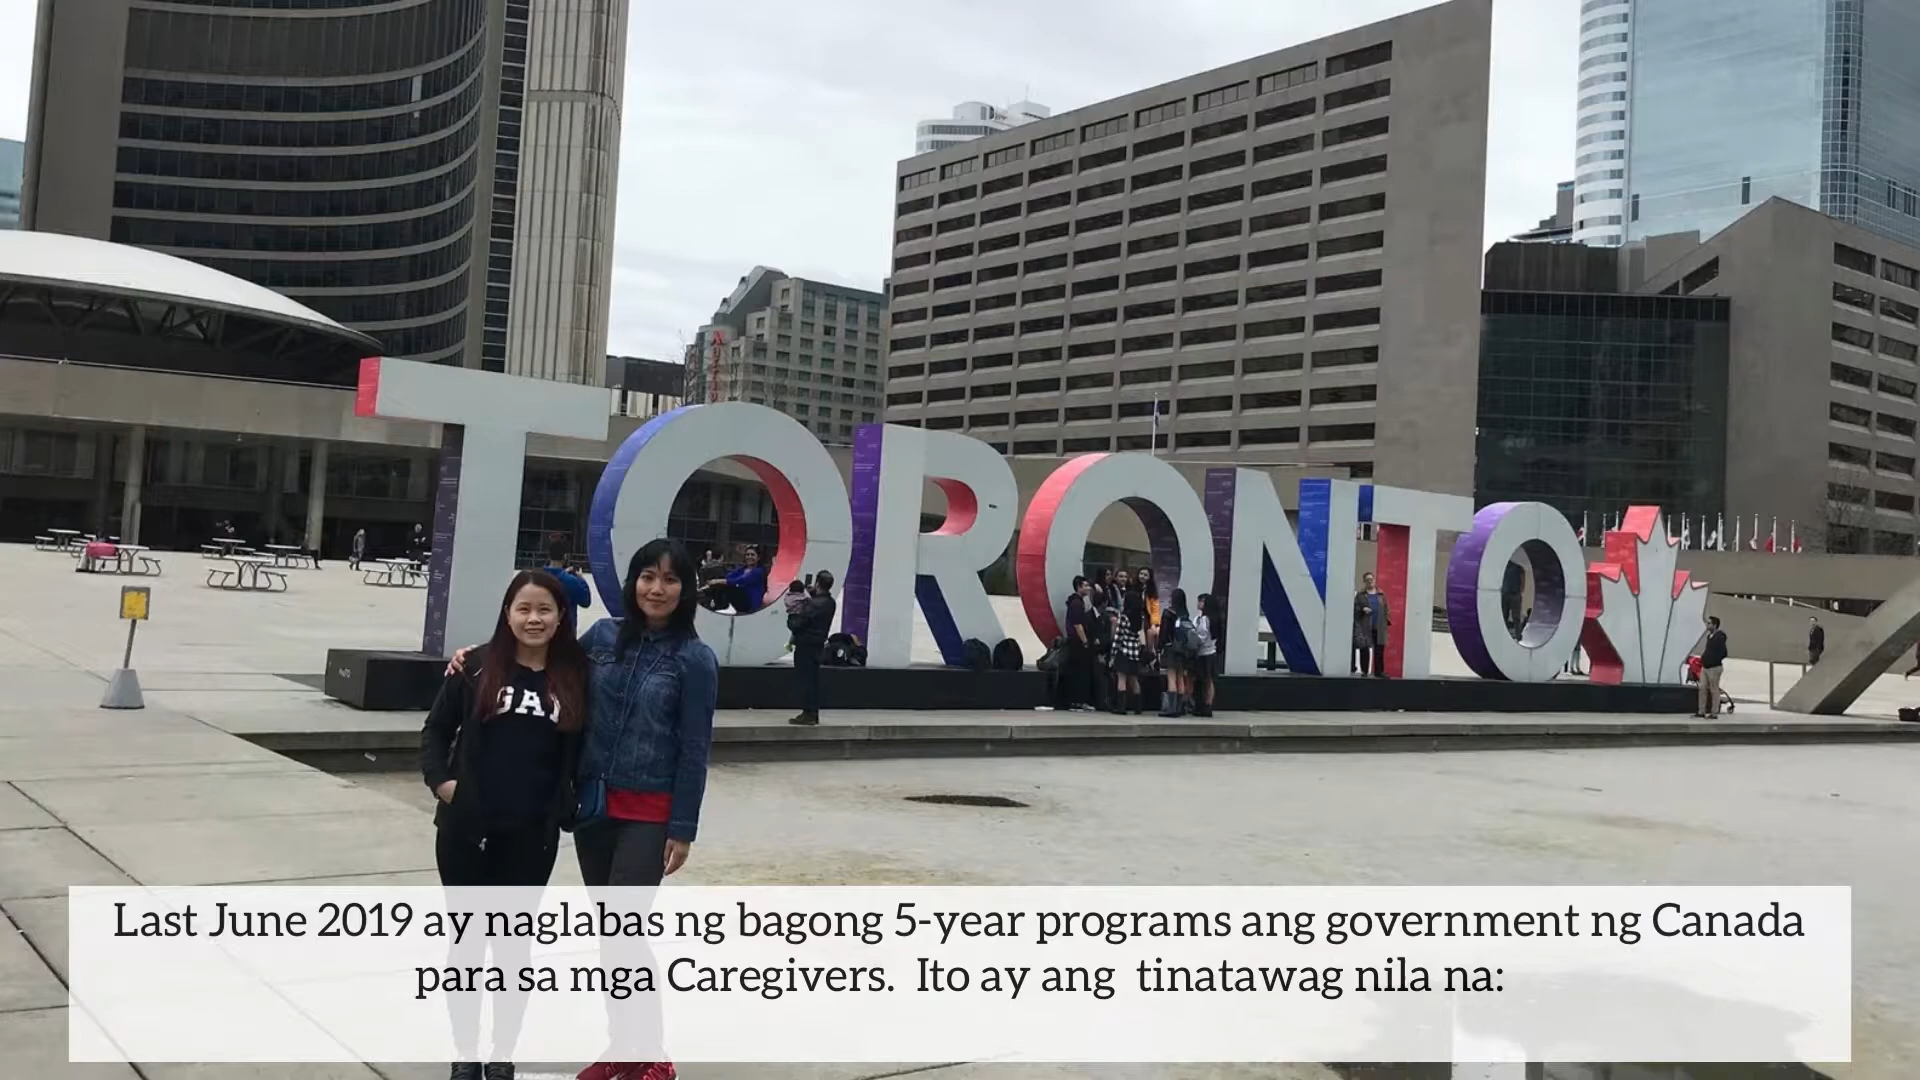 MARRIOTT
TORONTO
GAP
Last June 2019 ay naglabas ng bagong 5-year programs ang government ng Canada
para sa mga Caregivers.  Ito ay ang  tinatawag nila na: